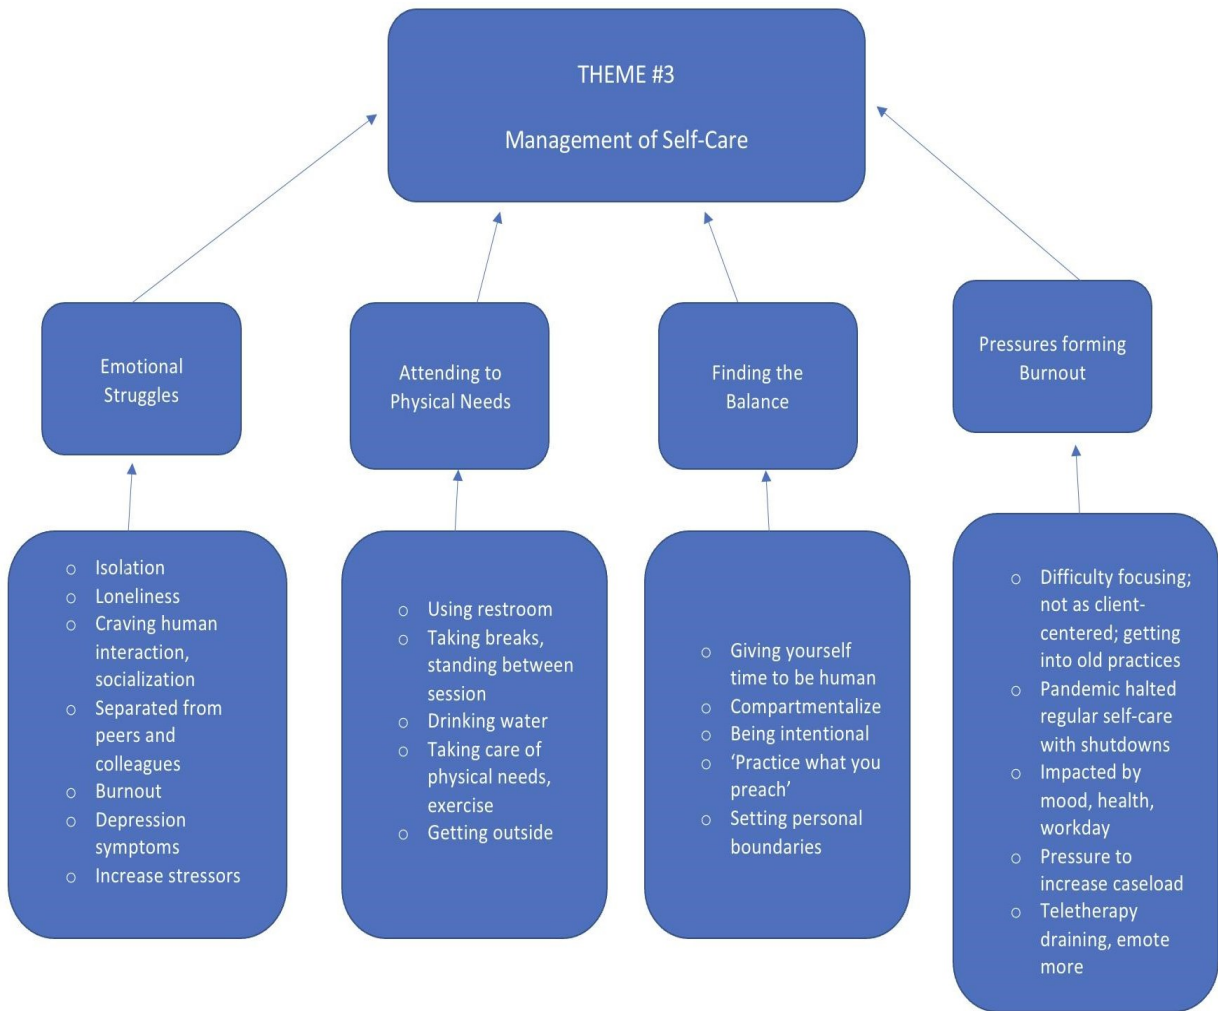 THEME #3
Management of Self-Care
Emotional
Struggles
Attending to
Physical Needs
Finding the
Balance
Pressures forming
Burnout
o Isolation
o Loneliness
o Craving human
interaction,
socialization
o Separated from
peers and
colleagues
o Burnout
o Depression
symptoms
o Increase stressors
o Using restroom
o Taking breaks,
standing between
session
o Drinking water
o Taking care of
physical needs,
exercise
o Getting outside
o Giving yourself
time to be human
o Compartmentalize
o Being intentional
o ‘Practice what you
preach’
o Setting personal
boundaries
o Difficulty focusing;
not as client-
centered; getting
into old practices
o Pandemic halted
regular self-care
with shutdowns
o Impacted by
mood, health,
workday
o Pressure to
increase caseload
o Teletherapy
draining, emote
more